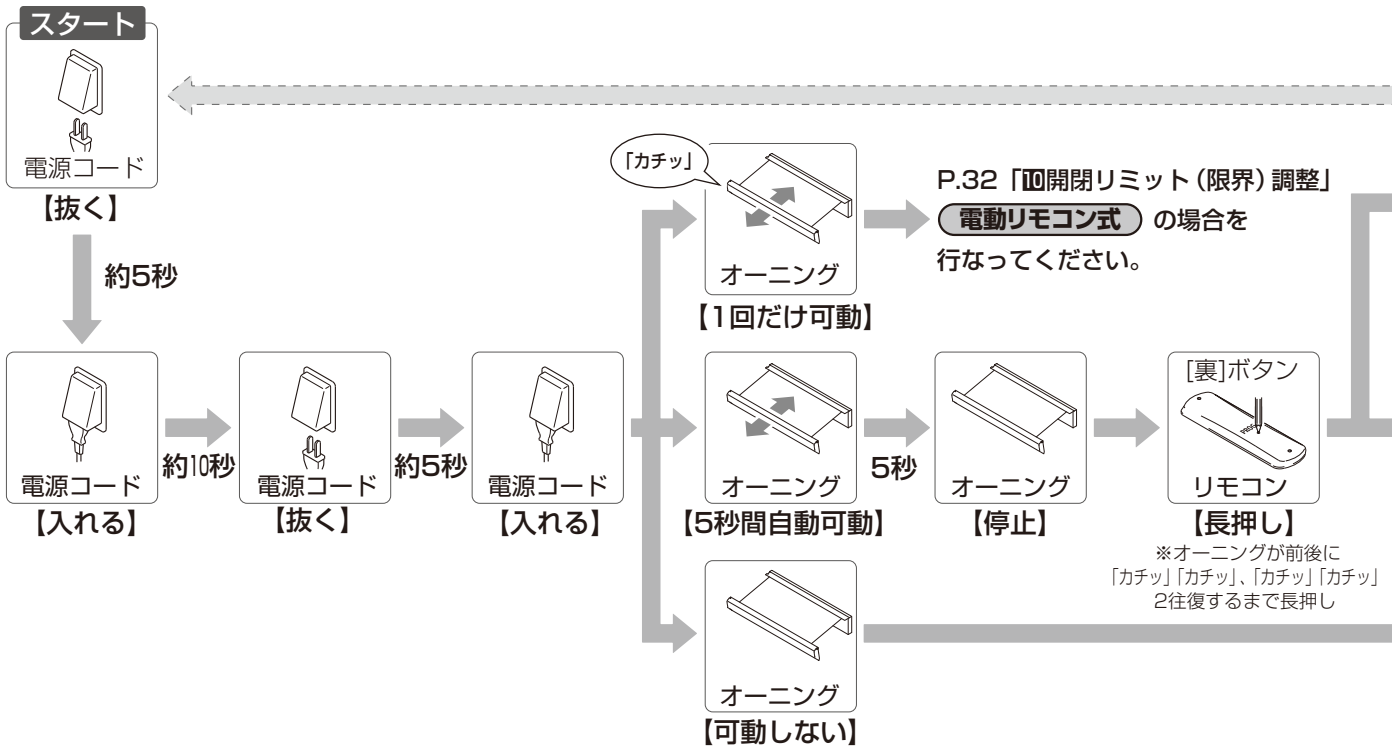 スタート
電源コード
【抜く】
約5秒
電源コード
【入れる】
約10秒
電源コード
【抜く】
約5秒
電源コード
【入れる】
「カチッ」
オーニング
【1回だけ可動】
P.32「10開閉リミット(限界)調整」
電動リモコン式 の場合を
行なってください。
オーニング
【5秒間自動可動】
5秒
オーニング
【停止】
[裏]ボタン
リモコン
【長押し】
※オーニングが前後に
「カチッ」「カチッ」、「カチッ」「カチッ」
2往復するまで長押し
オーニング
【可動しない】